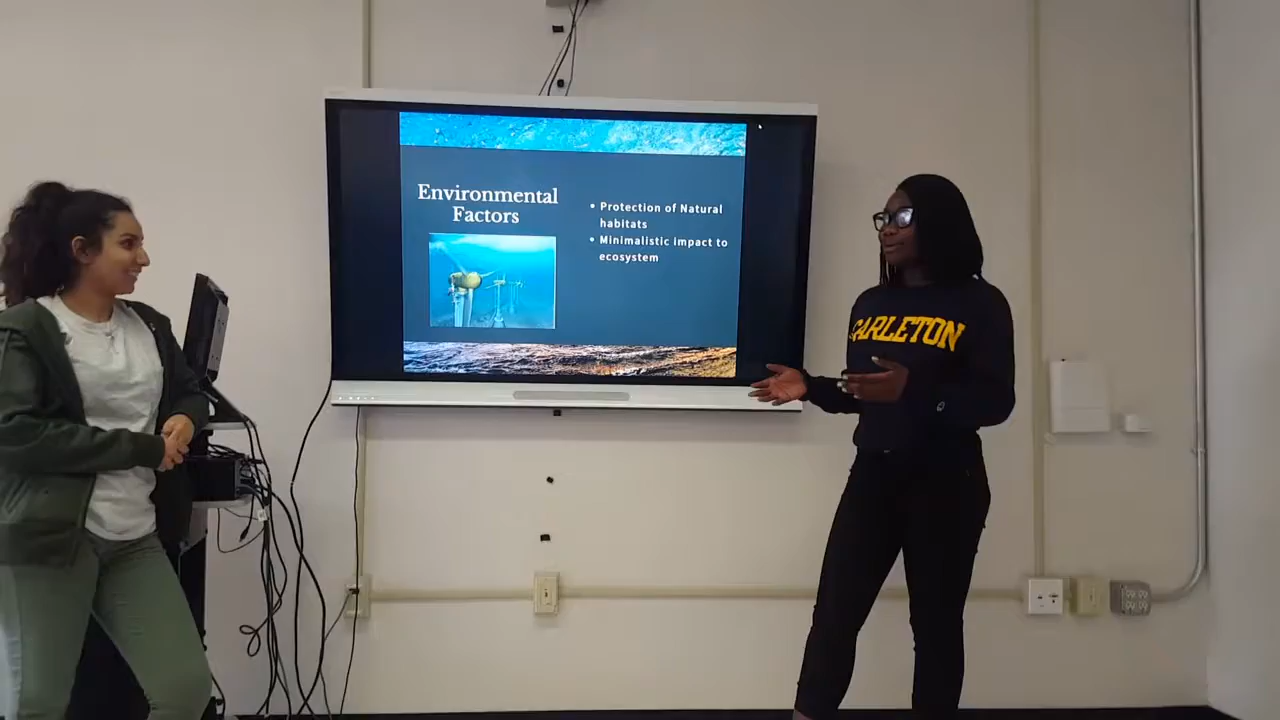 Environmental
Factors
• Protection of Natural
habitats
• Minimalistic impact to
ecosystem
CARLETON